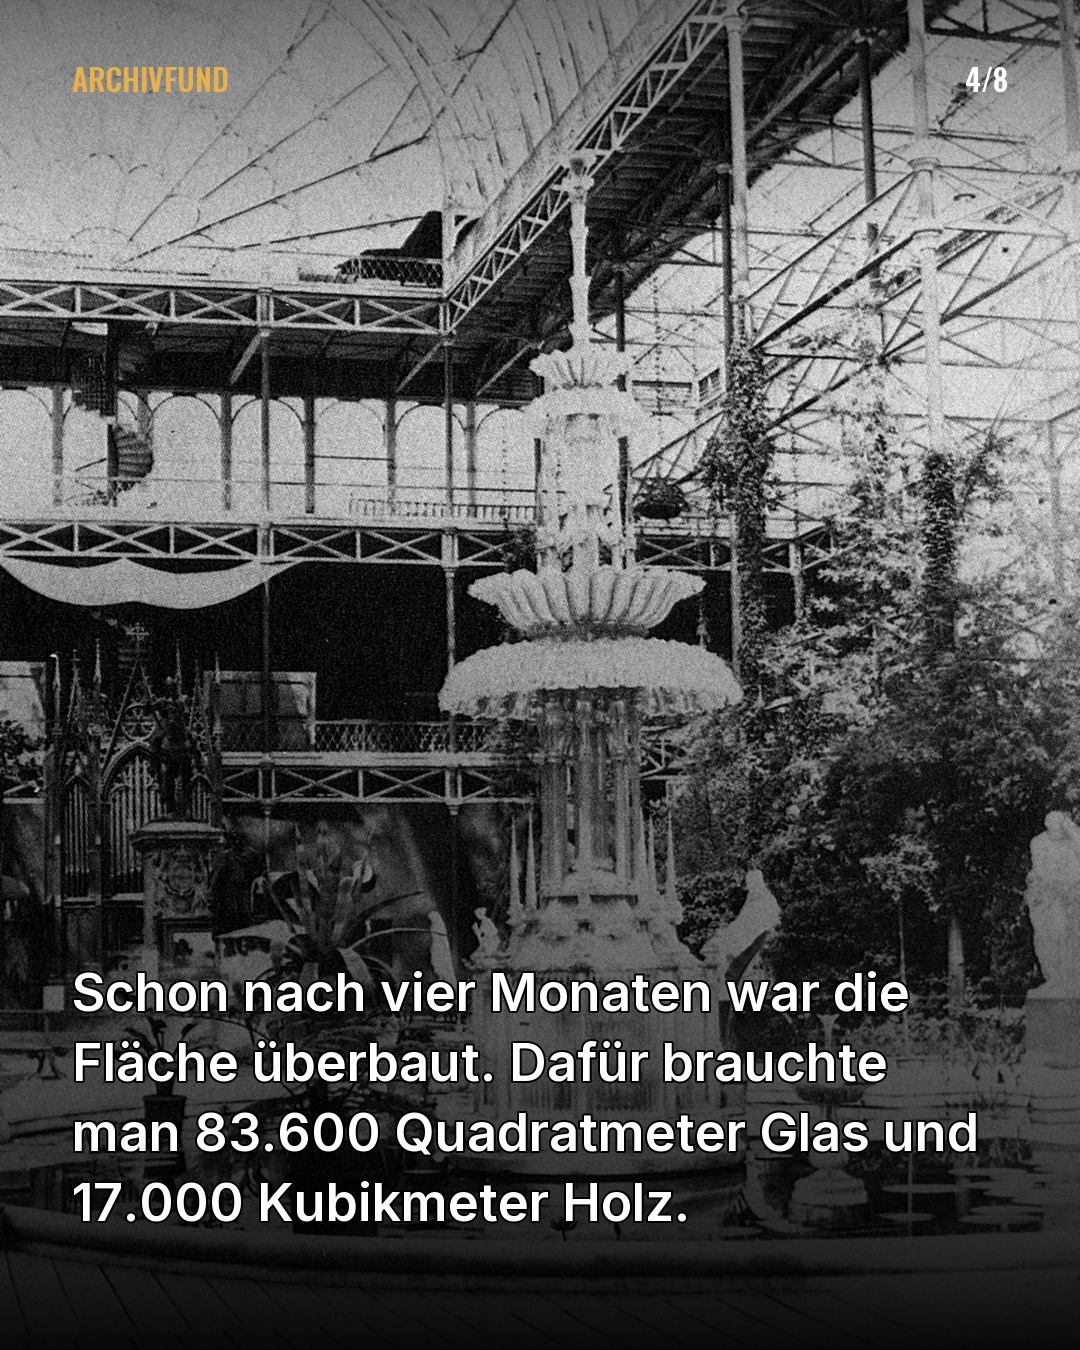 ARCHIVFUND
4/8
Schon nach vier Monaten war die
Fläche überbaut. Dafür brauchte
man 83.600 Quadratmeter Glas und
17.000 Kubikmeter Holz.